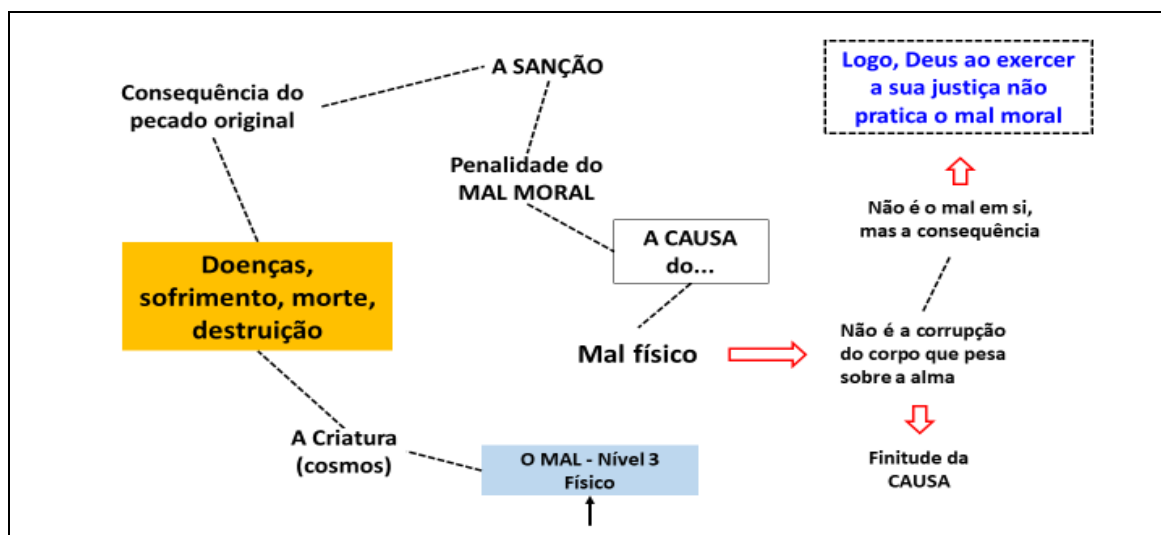 A SANÇÃO
Consequência do
pecado original
Logo, Deus ao exercer
a sua justiça não
pratica o mal moral
Penalidade do
MAL MORAL
Não é o mal em si,
mas a consequência
A CAUSA
do...
Doenças,
sofrimento, morte,
destruição
Mal físico
Não é a corrupção
do corpo que pesa
sobre a alma
A Criatura
(cosmos)
O MAL - Nível 3
Físico
Finitude da
CAUSA